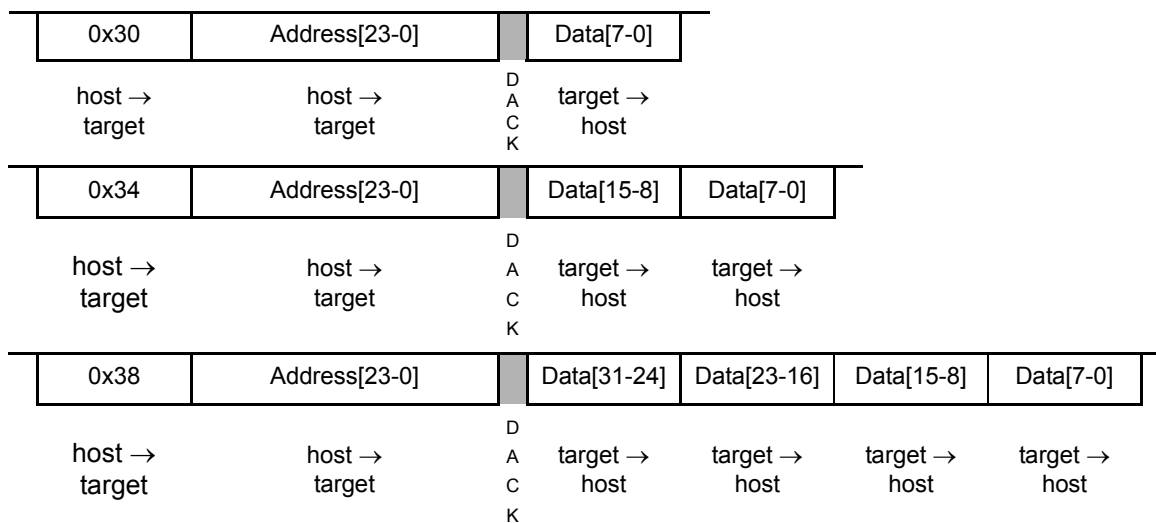 0x30 Address[23-0] Data[7-0]
host → host → D A C K target →
target target host
0x34 Address[23-0] Data[15-8] Data[7-0]
host → host → D A C K target → target →
target target host host
0x38 Address[23-0] Data[31-24] Data[23-16] Data[15-8] Data[7-0]
host → host → D A C K target → target → target → target →
target target host host host host